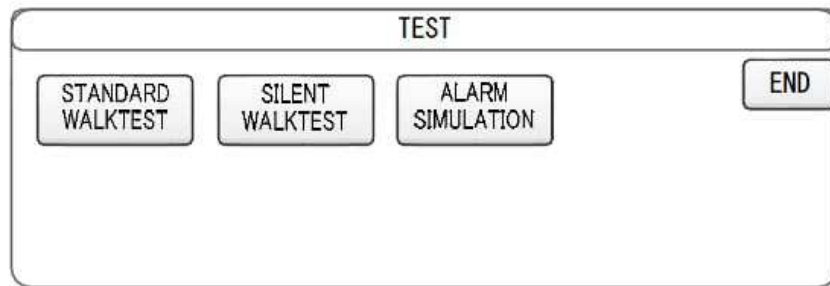 TEST
STANDARD
WALKTEST
SILENT
WALKTEST
ALARM
SIMULATION
END